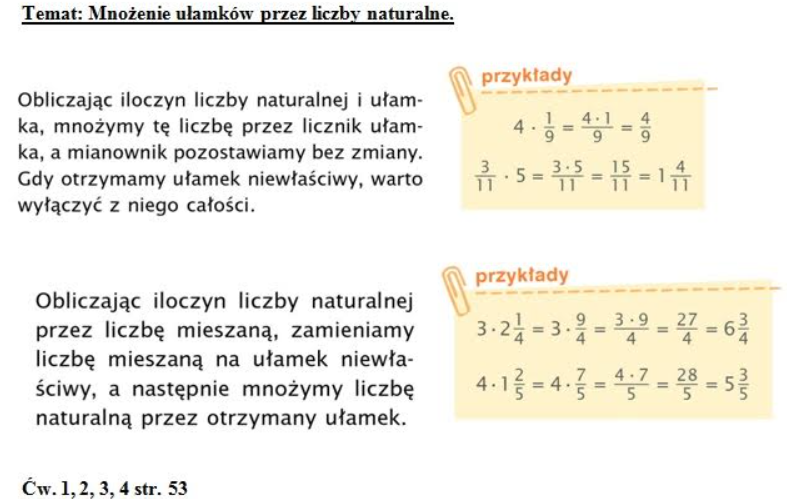 Temat: Mnożenie ułamków przez liczby naturalne.
Obliczając iloczyn liczby naturalnej i ułam-
ka, mnożymy tę liczbę przez licznik ułam-
ka, a mianownik pozostawiamy bez zmiany.
Gdy otrzymamy ułamek niewłaściwy, warto
wyłączyć z niego całości.
przykłady
4 · 1/9 = 4·1/9 = 4/9
3/11 · 5 = 3·5/11 = 15/11 = 1 4/11
Obliczając iloczyn liczby naturalnej
przez liczbę mieszaną, zamieniamy
liczbę mieszaną na ułamek niewła-
ściwy, a następnie mnożymy liczbę
naturalną przez otrzymany ułamek.
przykłady
3 · 2 1/4 = 3 · 9/4 = 3·9/4 = 27/4 = 6 3/4
4 · 1 2/5 = 4 · 7/5 = 4·7/5 = 28/5 = 5 3/5
Ćw. 1, 2, 3, 4 str. 53